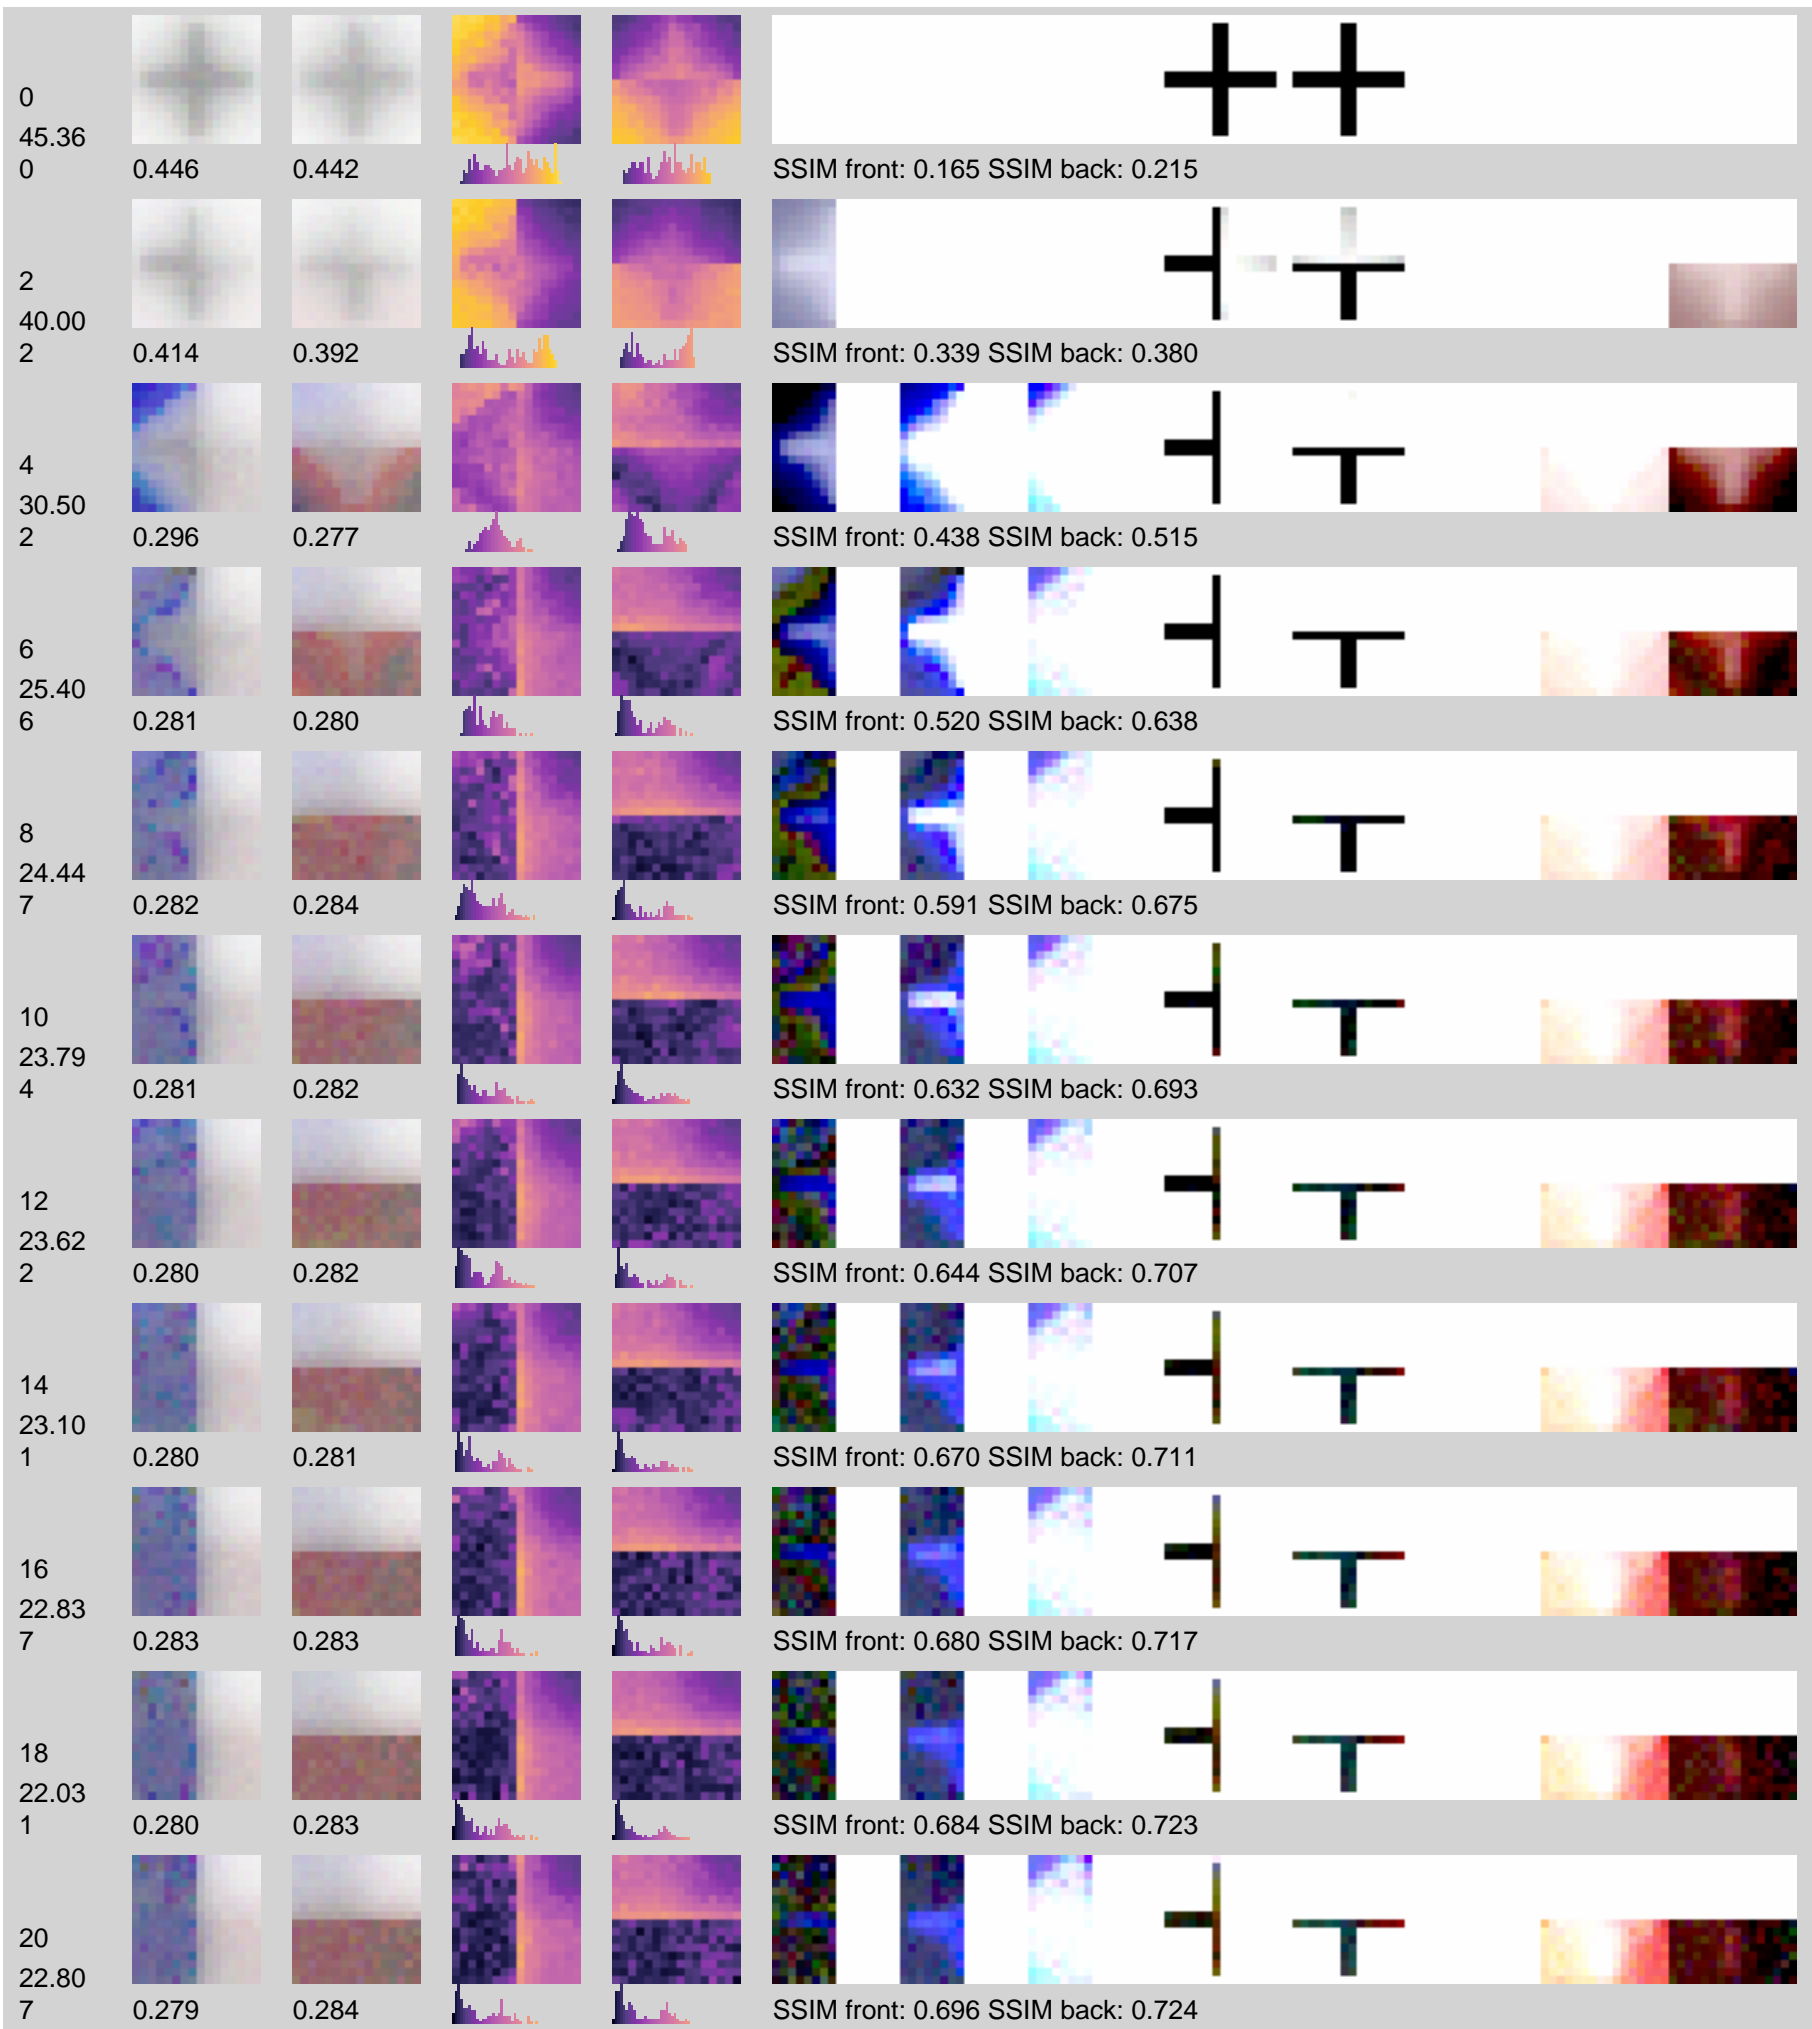 0
45.36
0 0.446 0.442 SSIM front: 0.165 SSIM back: 0.215
2
40.00
2 0.414 0.392 SSIM front: 0.339 SSIM back: 0.380
4
30.50
2 0.296 0.277 SSIM front: 0.438 SSIM back: 0.515
6
25.40
6 0.281 0.280 SSIM front: 0.520 SSIM back: 0.638
8
24.44
7 0.282 0.284 SSIM front: 0.591 SSIM back: 0.675
10
23.79
4 0.281 0.282 SSIM front: 0.632 SSIM back: 0.693
12
23.62
2 0.280 0.282 SSIM front: 0.644 SSIM back: 0.707
14
23.10
1 0.280 0.281 SSIM front: 0.670 SSIM back: 0.711
16
22.83
7 0.283 0.283 SSIM front: 0.680 SSIM back: 0.717
18
22.03
1 0.280 0.283 SSIM front: 0.684 SSIM back: 0.723
20
22.80
7 0.279 0.284 SSIM front: 0.696 SSIM back: 0.724